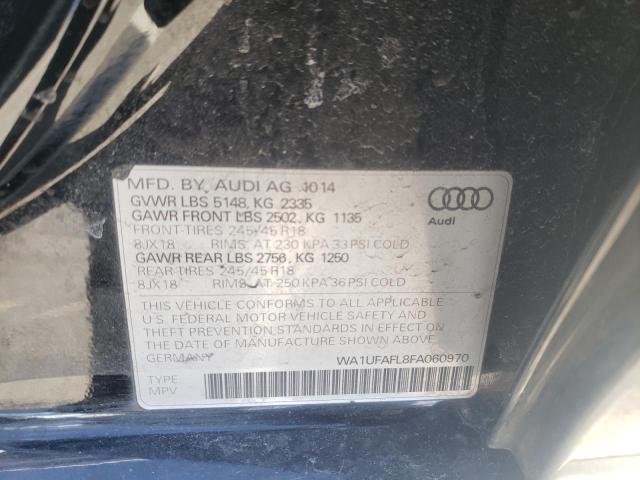 MFD. BY. AUDI AG 10 14
GVWR LBS 5148, KG 2335
GAWR FRONT LBS 2502, KG 1135
FRONT-TIRES 245/45 R18
8JX18 RIMS, AT 230 KPA 33 PSI COLD
GAWR REAR LBS 2756, KG 1250
REAR-TIRES 245/45 R18
8JX18 RIMS, AT 250 KPA 36 PSI COLD
Audi
THIS VEHICLE CONFORMS TO ALL APPLICABLE
U.S. FEDERAL MOTOR VEHICLE SAFETY AND
THEFT PREVENTION STANDARDS IN EFFECT ON
THE DATE OF MANUFACTURE SHOWN ABOVE.
GERMANY WA1UFAFL8FA060970
TYPE:
MPV